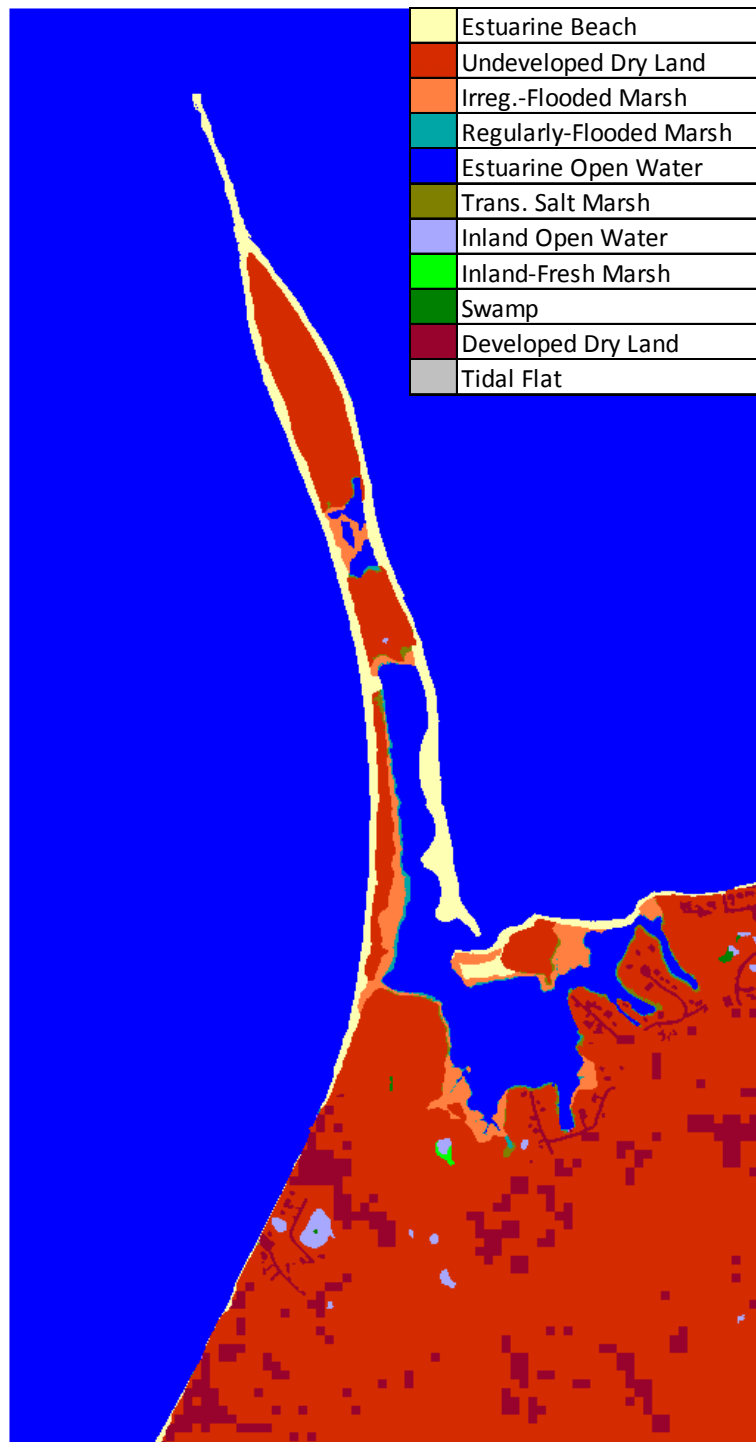 Estuarine Beach
Undeveloped Dry Land
Irreg.-Flooded Marsh
Regularly-Flooded Marsh
Estuarine Open Water
Trans. Salt Marsh
Inland Open Water
Inland-Fresh Marsh
Swamp
Developed Dry Land
Tidal Flat